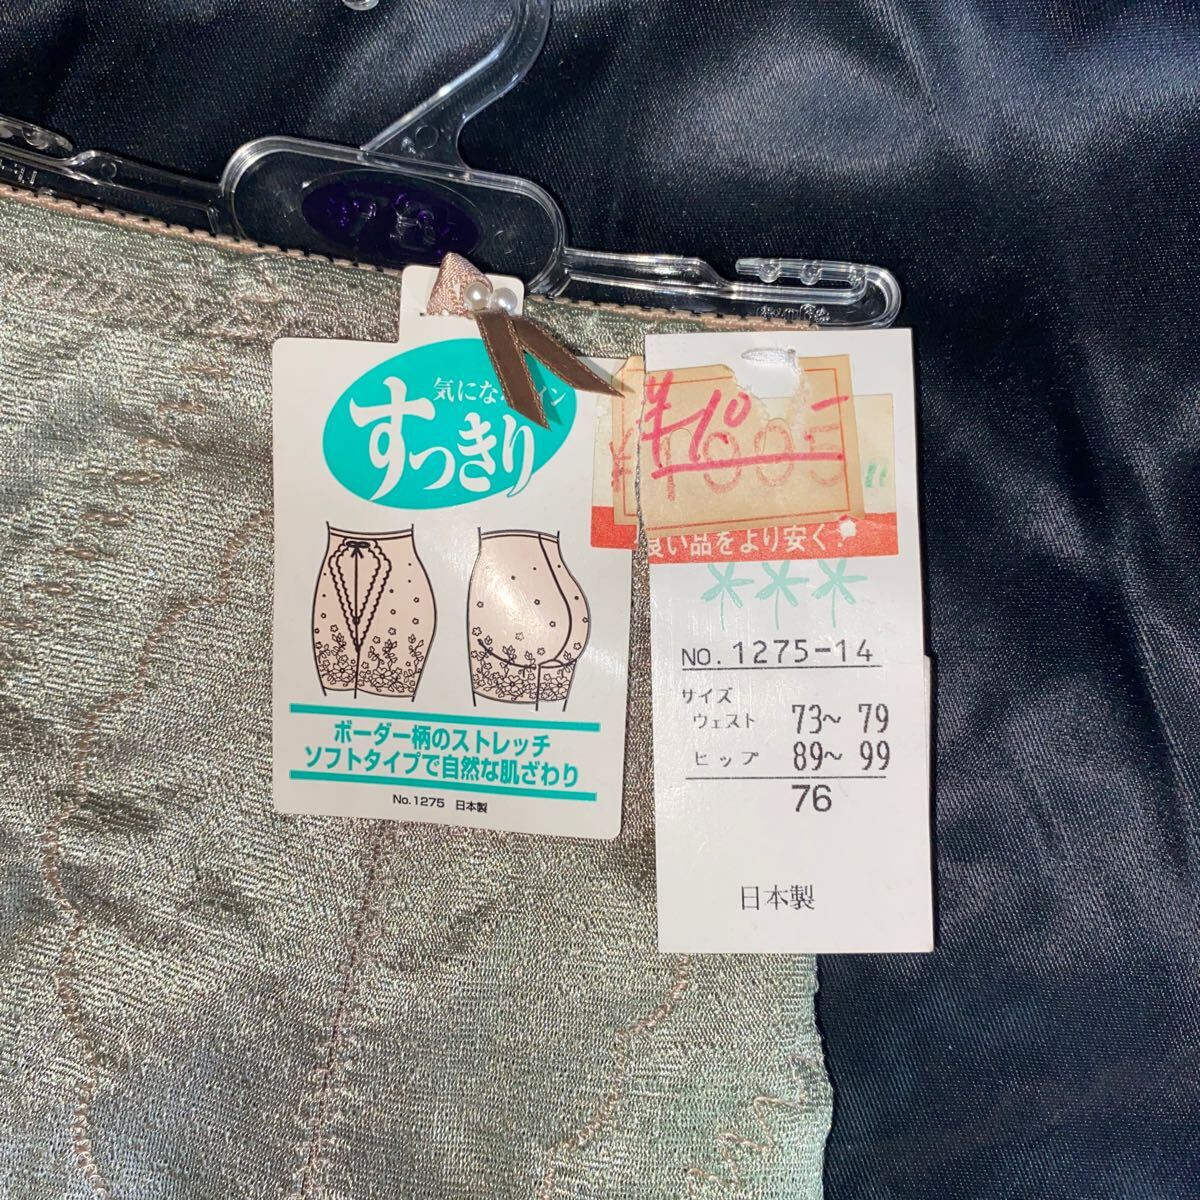 気にな
すっきり
ボーダー柄のストレッチ
ソフトタイプで自然な肌ざわり
No.1275 日本製
¥10
¥1005
良い品をより安く!
NO. 1275-14
サイズ
ウェスト 73~ 79
ヒップ 89~ 99
76
日本製